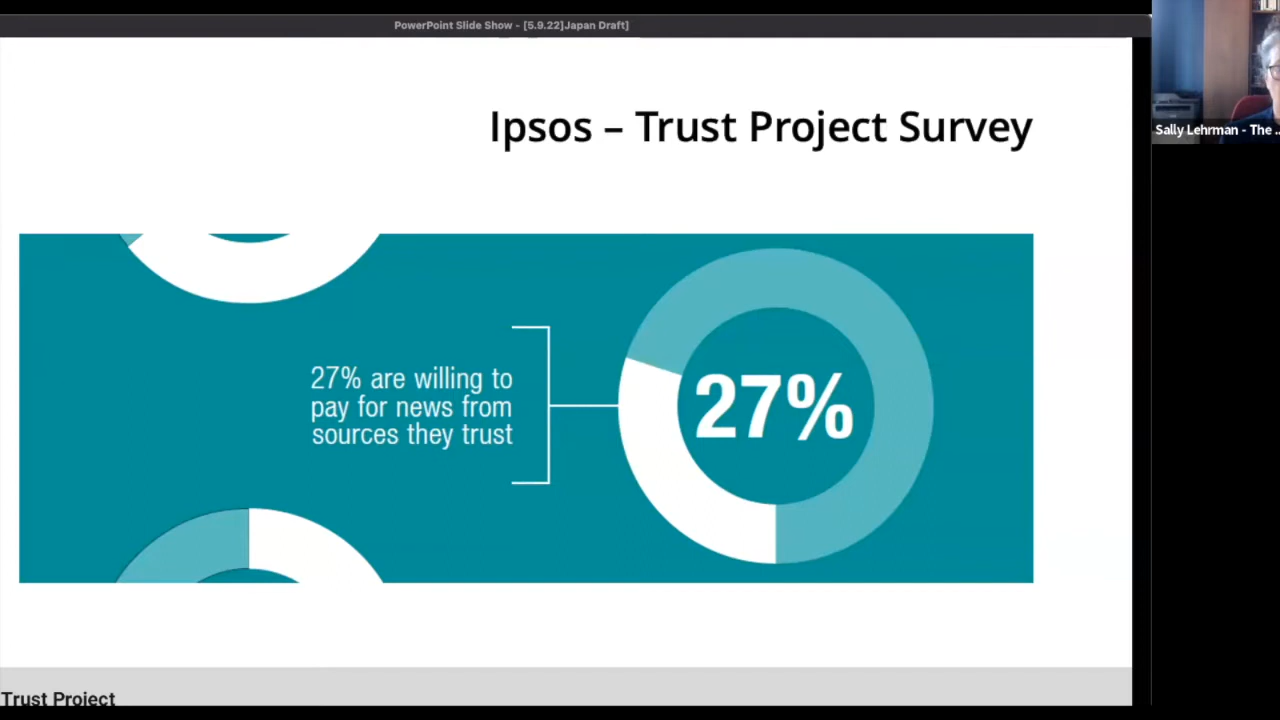 PowerPoint Slide Show - [5.9.22]Japan Draft]
Ipsos – Trust Project Survey
Sally Lehrman - The ..
27% are willing to
pay for news from
sources they trust
27%
Trust Project